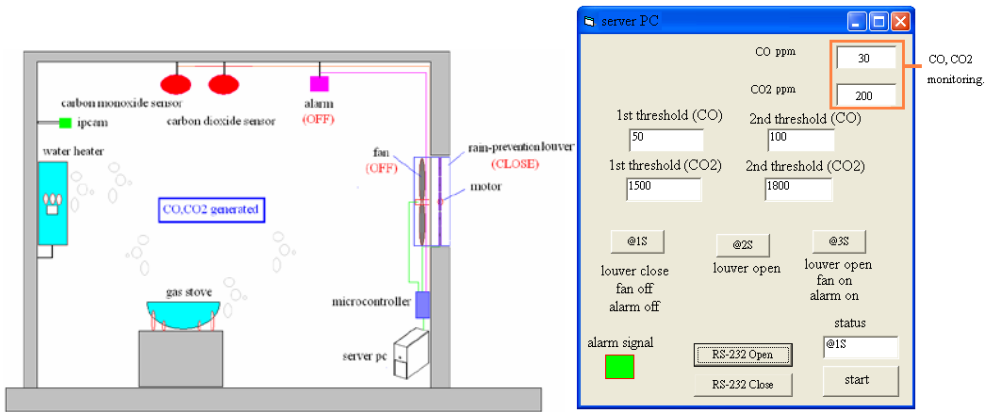 carbon monoxide sensor
carbon dioxide sensor
alarm
(OFF)
ipcam
water heater
fan
(OFF)
rain-prevention louver
(CLOSE)
motor
CO,CO2 generated
gas stove
microcontroller
server pc
server PC
CO ppm
30
CO2 ppm
200
CO, CO2
monitoring.
1st threshold (CO)
2nd threshold (CO)
50
100
1st threshold (CO2)
2nd threshold (CO2)
1500
1800
@1S
@2S
@3S
louver close
fan off
alarm off
louver open
louver open
fan on
alarm on
status
@1S
alarm signal
RS-232 Open
RS-232 Close
start